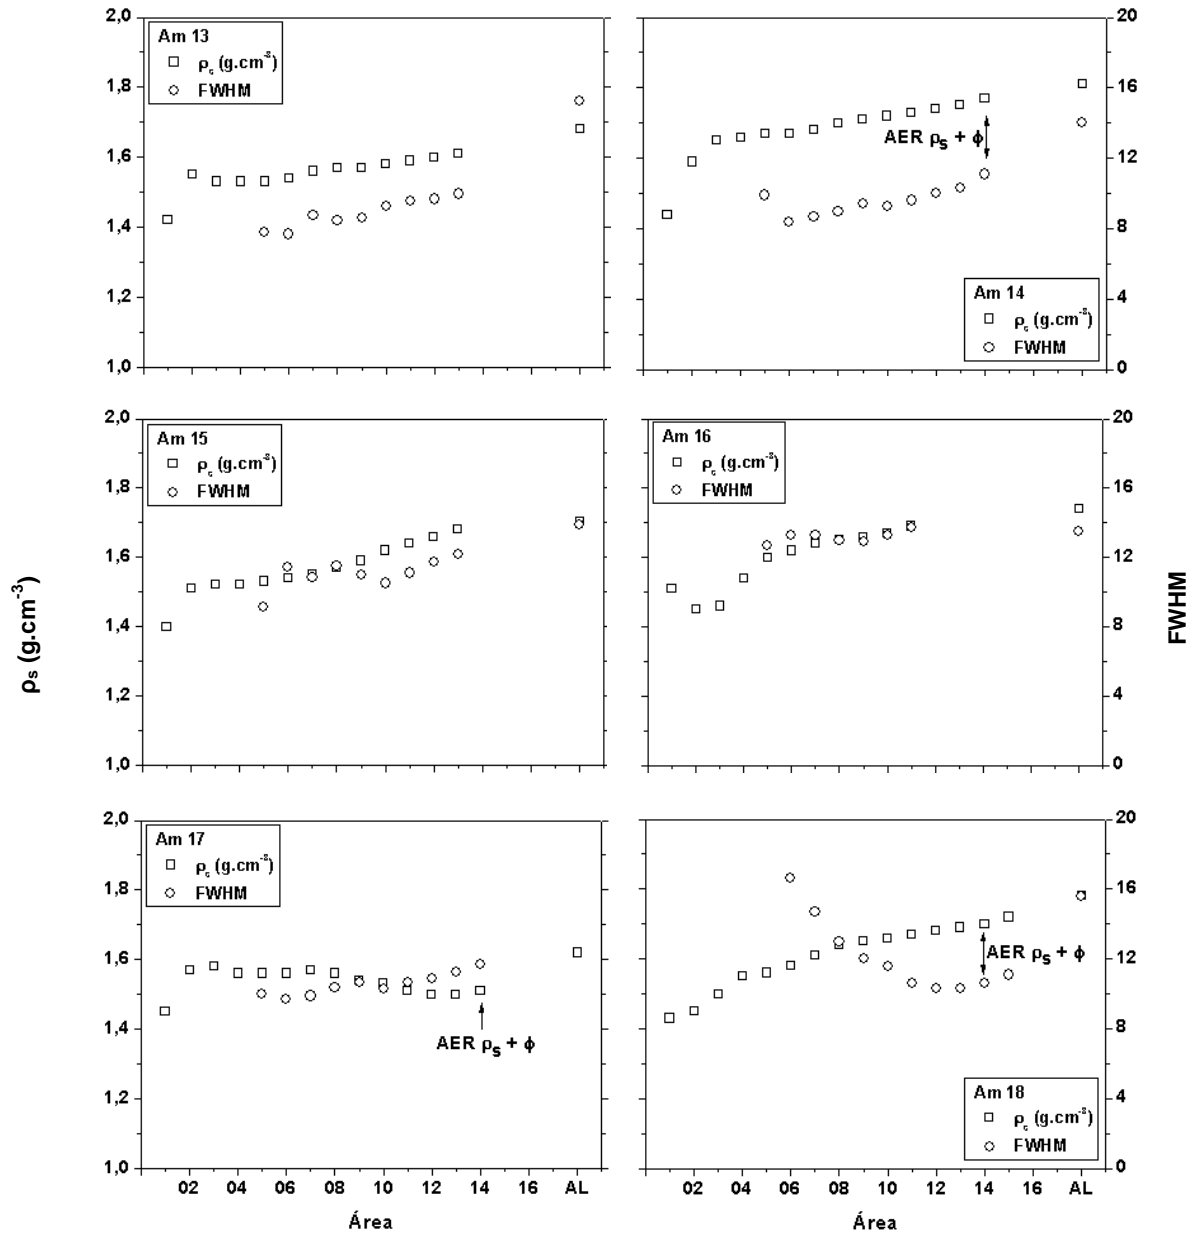 2,0
1,8
1,6
1,4
1,2
1,0
Am 13
ρc (g.cm⁻³)
FWHM
20
16
12
8
4
0
AER ρs + ϕ
Am 14
ρc (g.cm⁻³)
FWHM
2,0
1,8
1,6
1,4
1,2
1,0
Am 15
ρc (g.cm⁻³)
FWHM
20
16
12
8
4
0
Am 16
ρc (g.cm⁻³)
FWHM
ρs (g.cm⁻³)
FWHM
2,0
1,8
1,6
1,4
1,2
1,0
Am 17
ρc (g.cm⁻³)
FWHM
AER ρs + ϕ
02 04 06 08 10 12 14 16 AL
Área
20
16
12
8
4
0
AER ρs + ϕ
Am 18
ρc (g.cm⁻³)
FWHM
02 04 06 08 10 12 14 16 AL
Área